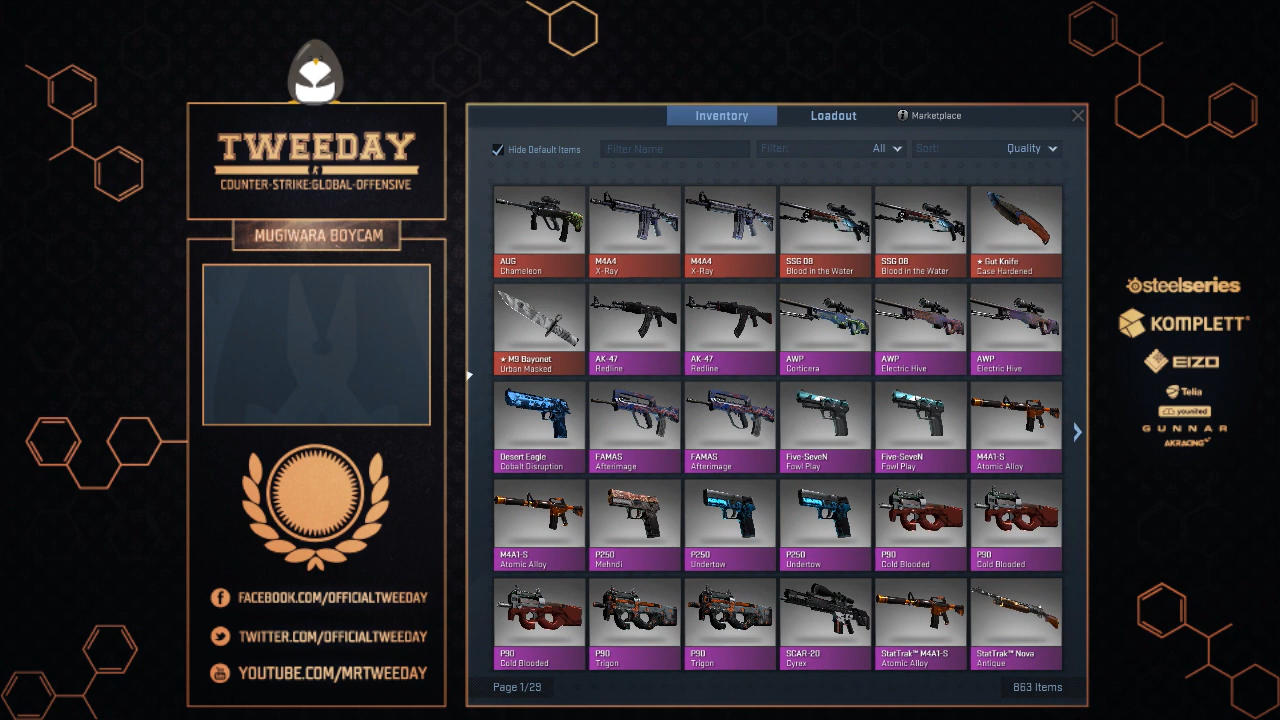 TWEEDAY
COUNTER-STRIKE:GLOBAL-OFFENSIVE
MUGIWARA BOYCAM
FACEBOOK.COM/OFFICIALTWEEDAY
TWITTER.COM/OFFICIALTWEEDAY
YOUTUBE.COM/MRTWEEDAY
Inventory Loadout Marketplace
Hide Default Items Filter Name Filter: All Sort: Quality
AUG M4A4 M4A4 SSG 08 SSG 08 ★ Gut Knife
Chameleon X-Ray X-Ray Blood in the Water Blood in the Water Case Hardened
★ M9 Bayonet AK-47 AK-47 AWP AWP AWP
Urban Masked Redline Redline Corticera Electric Hive Electric Hive
Desert Eagle FAMAS FAMAS Five-SeveN Five-SeveN M4A1-S
Cobalt Disruption Afterimage Afterimage Fowl Play Fowl Play Atomic Alloy
M4A1-S P250 P250 P250 P90 P90
Atomic Alloy Mehndi Undertow Undertow Cold Blooded Cold Blooded
P90 P90 P90 SCAR-20 StatTrak™ M4A1-S StatTrak™ Nova
Cold Blooded Trigon Trigon Cyrex Atomic Alloy Antique
Page 1/29 863 Items
steelseries
KOMPLETT®
EIZO
Telia
younited
GUNNAR
AKRACING